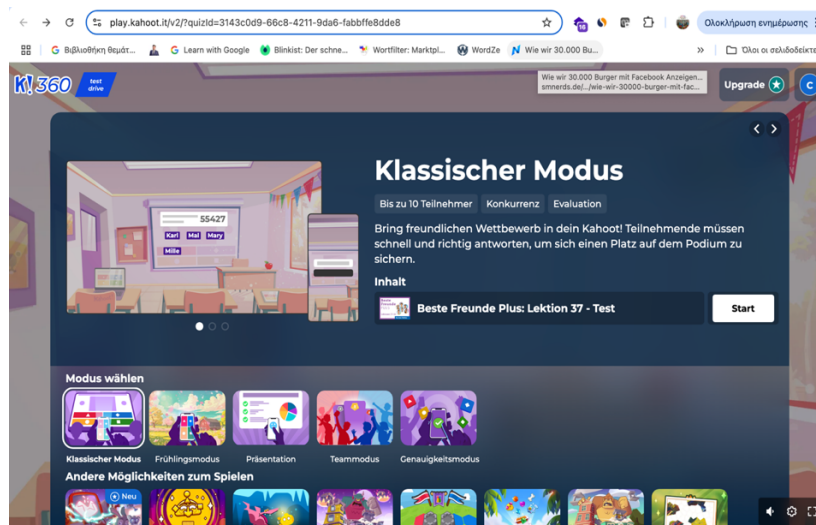 play.kahoot.it/v2/?quizId=3143c0d9-66c8-4211-9da6-fabbffe8dde8
10
Ολοκλήρωση ενημέρωσης
Βιβλιοθήκη θεμάτ...
Learn with Google
Blinkist: Der schne...
Wortfilter: Marktpl...
WordZe
Wie wir 30.000 Bu...
»
Όλοι οι σελιδοδείκτε
K! 360
test
drive
Wie wir 30.000 Burger mit Facebook Anzeigen...
smnerds.de/.../wie-wir-30000-burger-mit-fac...
Upgrade
C
Klassischer Modus
Bis zu 10 Teilnehmer Konkurrenz Evaluation
Bring freundlichen Wettbewerb in dein Kahoot! Teilnehmende müssen
schnell und richtig antworten, um sich einen Platz auf dem Podium zu
sichern.
Inhalt
Beste Freunde Plus: Lektion 37 - Test
Start
55427
Karl Mal Mary
Mille
Modus wählen
Klassischer Modus Frühlingsmodus Präsentation Teammodus Genauigkeitsmodus
Andere Möglichkeiten zum Spielen
Neu